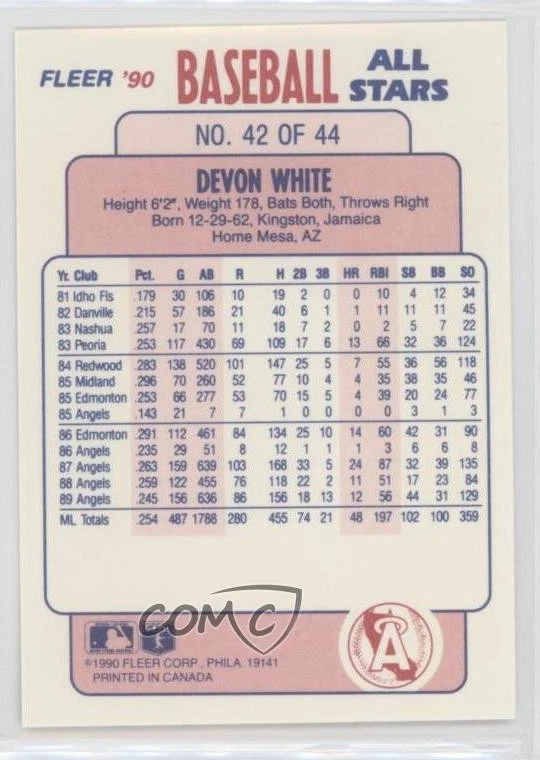 FLEER '90 BASEBALL ALL STARS
NO. 42 OF 44
DEVON WHITE
Height 6'2", Weight 178, Bats Both, Throws Right
Born 12-29-62, Kingston, Jamaica
Home Mesa, AZ
Yr. Club Pct. G AB R H 2B 3B HR RBI SB BB SO
81 Idho Fls .179 30 106 10 19 2 0 0 10 4 12 34
82 Danville .215 57 186 21 40 6 1 1 11 11 11 45
83 Nashua .257 17 70 11 18 7 2 0 2 5 7 22
83 Peoria .253 117 430 69 109 17 6 13 66 32 36 124
84 Redwood .283 138 520 101 147 25 5 7 55 36 56 118
85 Midland .296 70 260 52 77 10 4 4 35 38 35 46
85 Edmonton .253 66 277 53 70 15 5 4 39 20 24 77
85 Angels .143 21 7 7 1 0 0 0 0 3 1 3
86 Edmonton .291 112 461 84 134 25 10 14 60 42 31 90
86 Angels .235 29 51 8 12 1 1 1 3 6 6 8
87 Angels .263 159 639 103 168 33 5 24 87 32 39 135
88 Angels .259 122 455 76 118 22 2 11 51 17 23 84
89 Angels .245 156 636 86 156 18 13 12 56 44 31 129
ML Totals .254 487 1788 280 455 74 21 48 197 102 100 359
COMC
©1990 FLEER CORP., PHILA. 19141
PRINTED IN CANADA
A